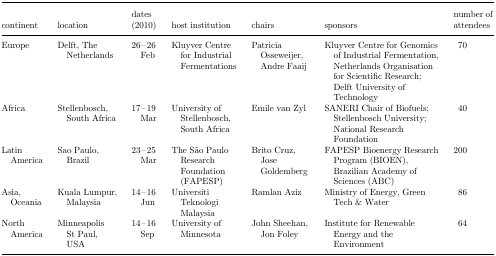 continent location dates (2010) host institution chairs sponsors number of attendees
Europe Delft, The Netherlands 26–26 Feb Kluyver Centre for Industrial Fermentations Patricia Osseweijer, Andre Faaij Kluyver Centre for Genomics of Industrial Fermentation, Netherlands Organisation for Scientific Research; Delft University of Technology 70
Africa Stellenbosch, South Africa 17–19 Mar University of Stellenbosch, South Africa Emile van Zyl SANERI Chair of Biofuels; Stellenbosch University; National Research Foundation 40
Latin America Sao Paulo, Brazil 23–25 Mar The São Paulo Research Foundation (FAPESP) Brito Cruz, Jose Goldemberg FAPESP Bioenergy Research Program (BIOEN), Brazilian Academy of Sciences (ABC) 200
Asia, Oceania Kuala Lumpur, Malaysia 14–16 Jun Universiti Teknologi Malaysia Ramlan Aziz Ministry of Energy, Green Tech & Water 86
North America Minneapolis St Paul, USA 14–16 Sep University of Minnesota John Sheehan, Jon Foley Institute for Renewable Energy and the Environment 64